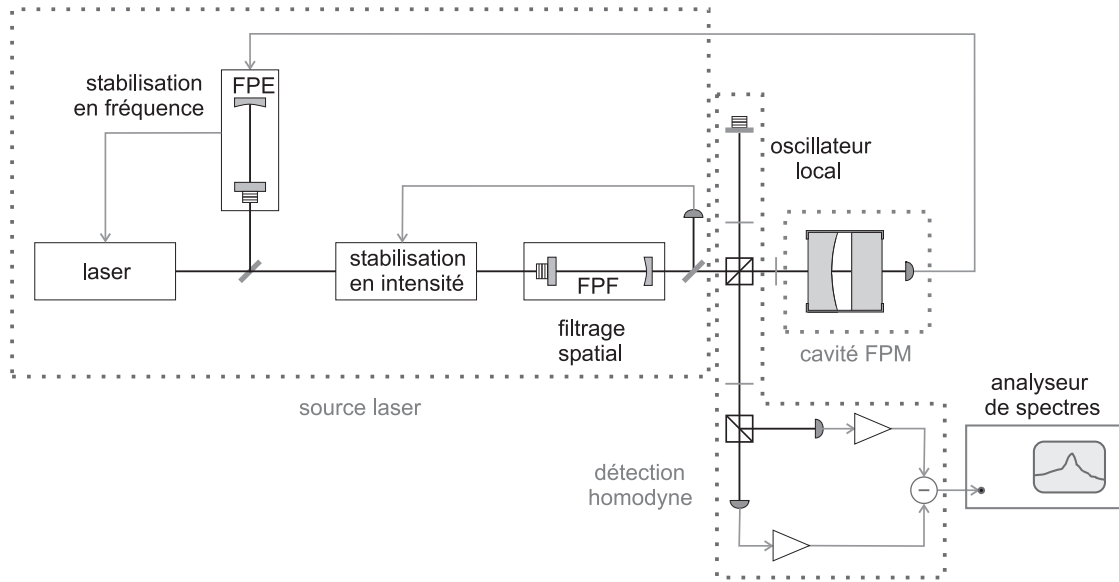 stabilisation
en fréquence
FPE
laser
stabilisation
en intensité
FPF
filtrage
spatial
source laser
oscillateur
local
cavité FPM
détection
homodyne
analyseur
de spectres